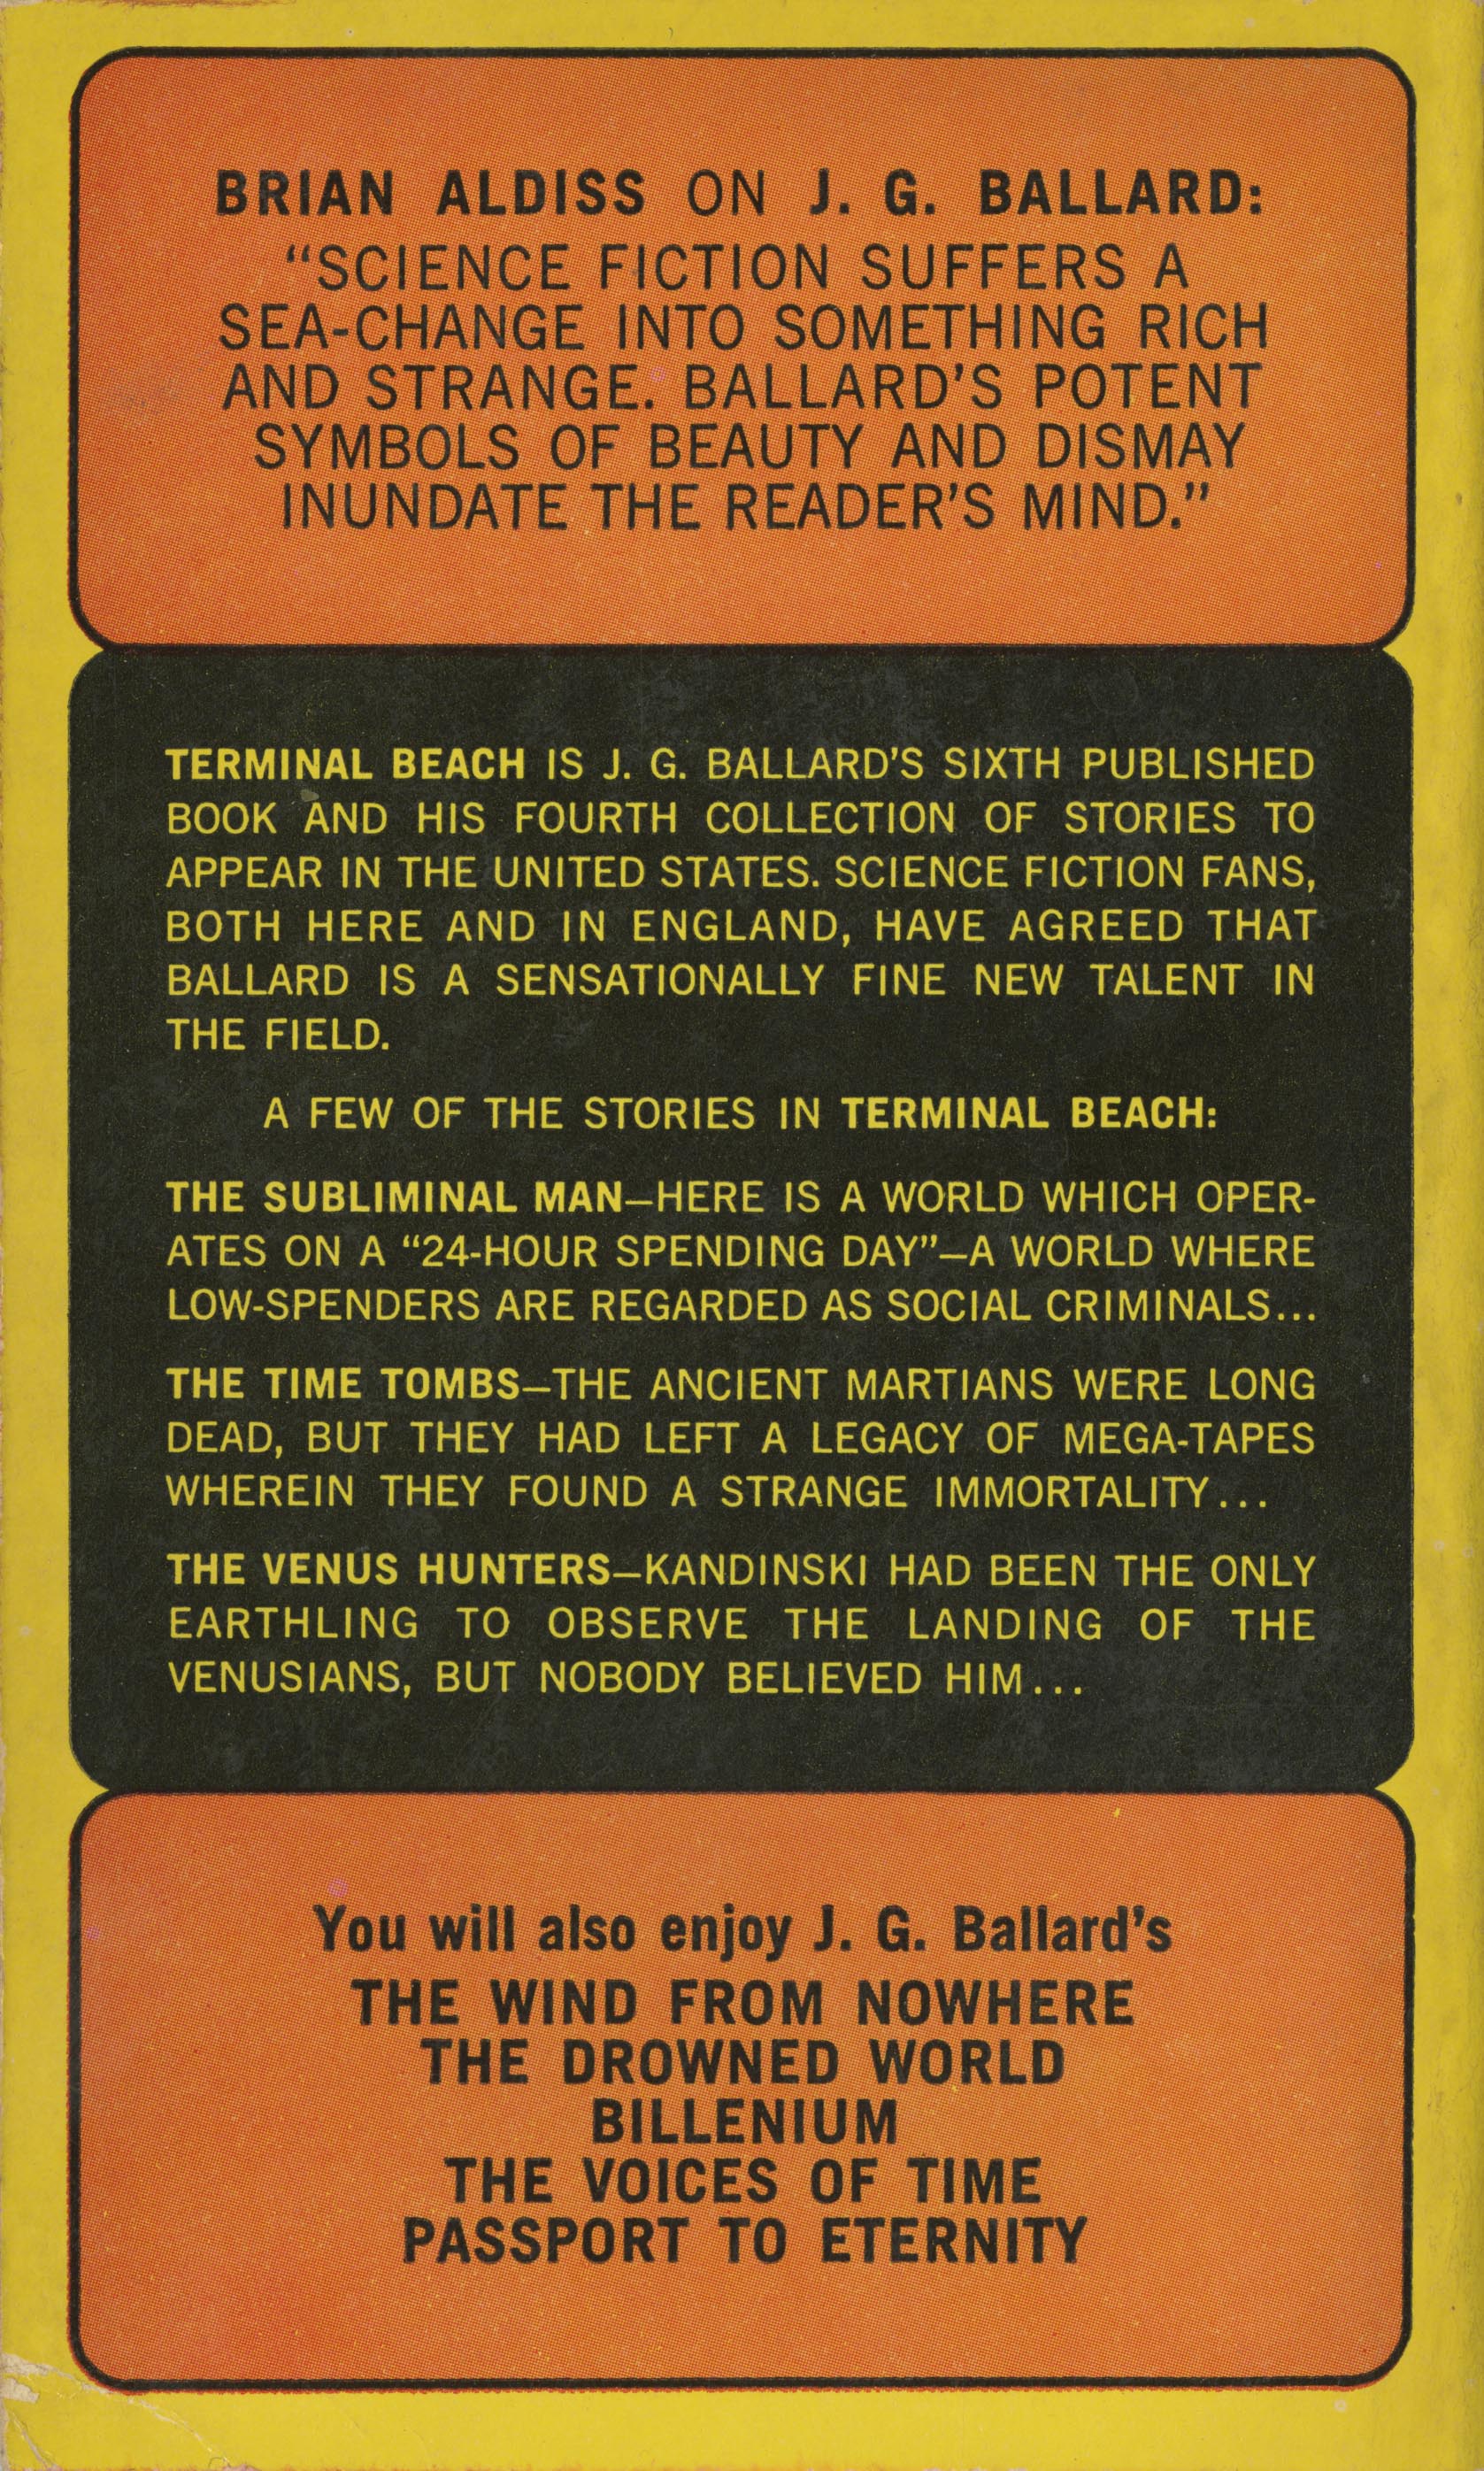 BRIAN ALDISS ON J. G. BALLARD:
“SCIENCE FICTION SUFFERS A
SEA-CHANGE INTO SOMETHING RICH
AND STRANGE. BALLARD’S POTENT
SYMBOLS OF BEAUTY AND DISMAY
INUNDATE THE READER’S MIND.”
TERMINAL BEACH IS J. G. BALLARD’S SIXTH PUBLISHED
BOOK AND HIS FOURTH COLLECTION OF STORIES TO
APPEAR IN THE UNITED STATES. SCIENCE FICTION FANS,
BOTH HERE AND IN ENGLAND, HAVE AGREED THAT
BALLARD IS A SENSATIONALLY FINE NEW TALENT IN
THE FIELD.
A FEW OF THE STORIES IN TERMINAL BEACH:
THE SUBLIMINAL MAN—HERE IS A WORLD WHICH OPER-
ATES ON A “24-HOUR SPENDING DAY”—A WORLD WHERE
LOW-SPENDERS ARE REGARDED AS SOCIAL CRIMINALS...
THE TIME TOMBS—THE ANCIENT MARTIANS WERE LONG
DEAD, BUT THEY HAD LEFT A LEGACY OF MEGA-TAPES
WHEREIN THEY FOUND A STRANGE IMMORTALITY...
THE VENUS HUNTERS—KANDINSKI HAD BEEN THE ONLY
EARTHLING TO OBSERVE THE LANDING OF THE
VENUSIANS, BUT NOBODY BELIEVED HIM...
You will also enjoy J. G. Ballard’s
THE WIND FROM NOWHERE
THE DROWNED WORLD
BILLENIUM
THE VOICES OF TIME
PASSPORT TO ETERNITY